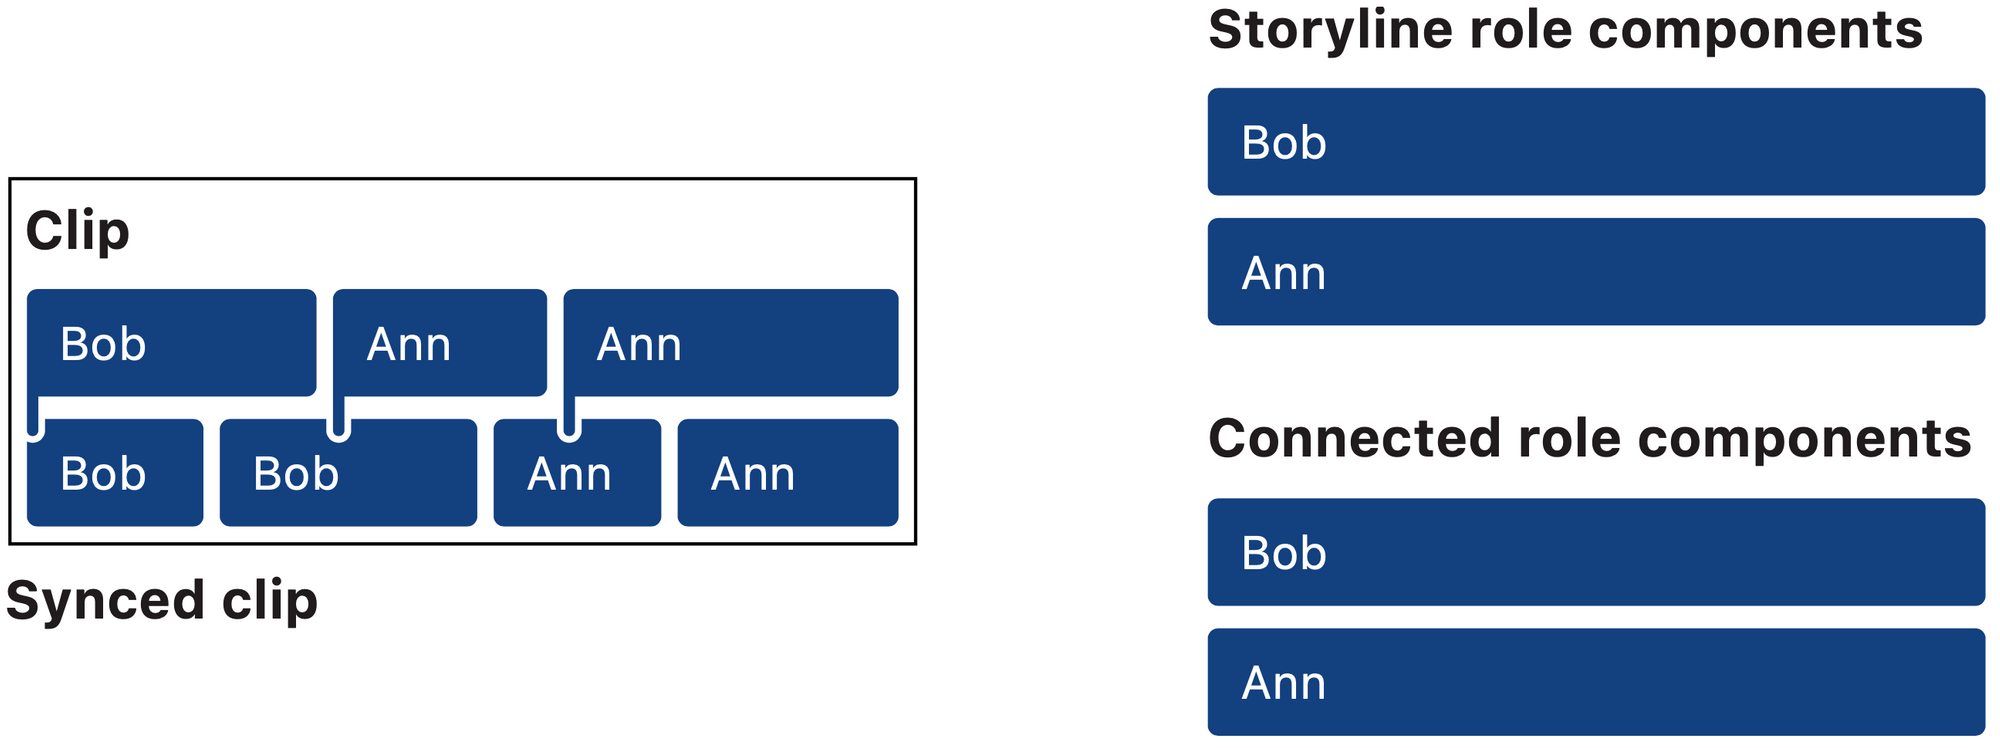 Clip
Bob Ann Ann
Bob Bob Ann Ann
Synced clip
Storyline role components
Bob
Ann
Connected role components
Bob
Ann